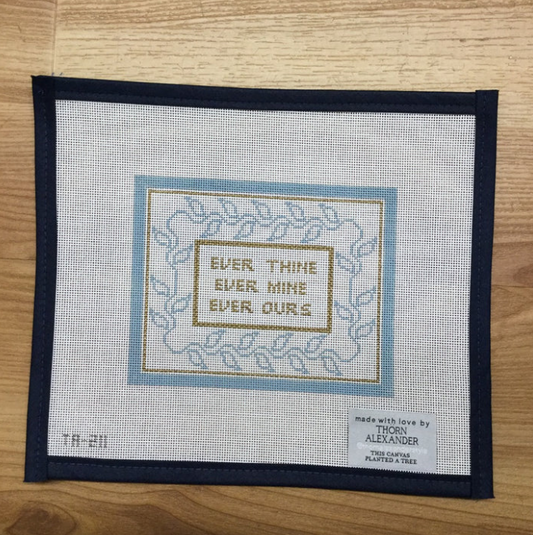 EVER THINE
EVER MINE
EVER OURS
TA-211
made with love by
THORN
ALEXANDER
THIS CANVAS
PLANTED A TREE